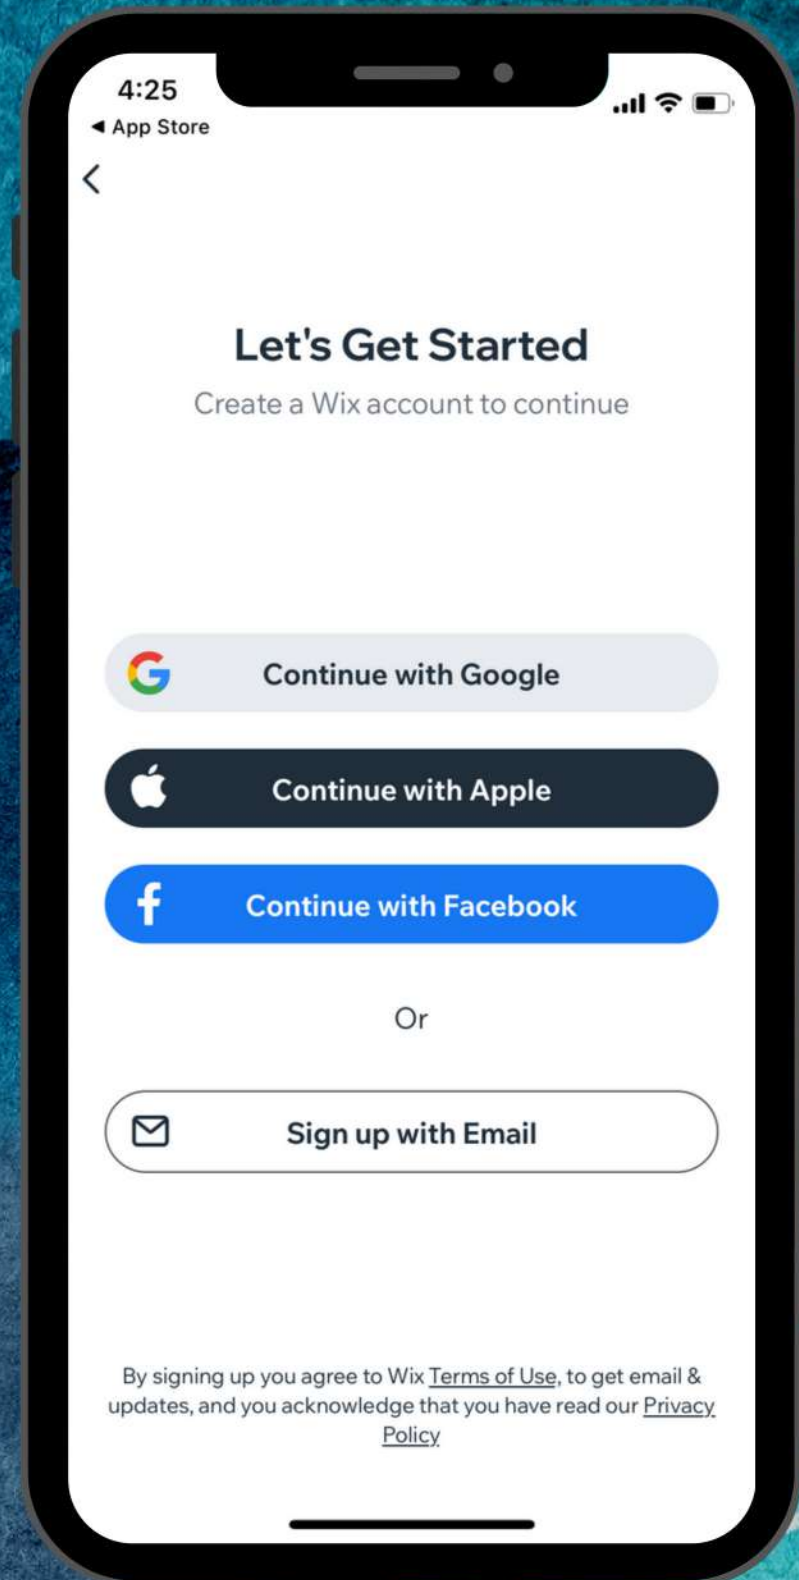 4:25
◀ App Store
Let's Get Started
Create a Wix account to continue
Continue with Google
Continue with Apple
Continue with Facebook
Or
Sign up with Email
By signing up you agree to Wix Terms of Use, to get email &
updates, and you acknowledge that you have read our Privacy
Policy